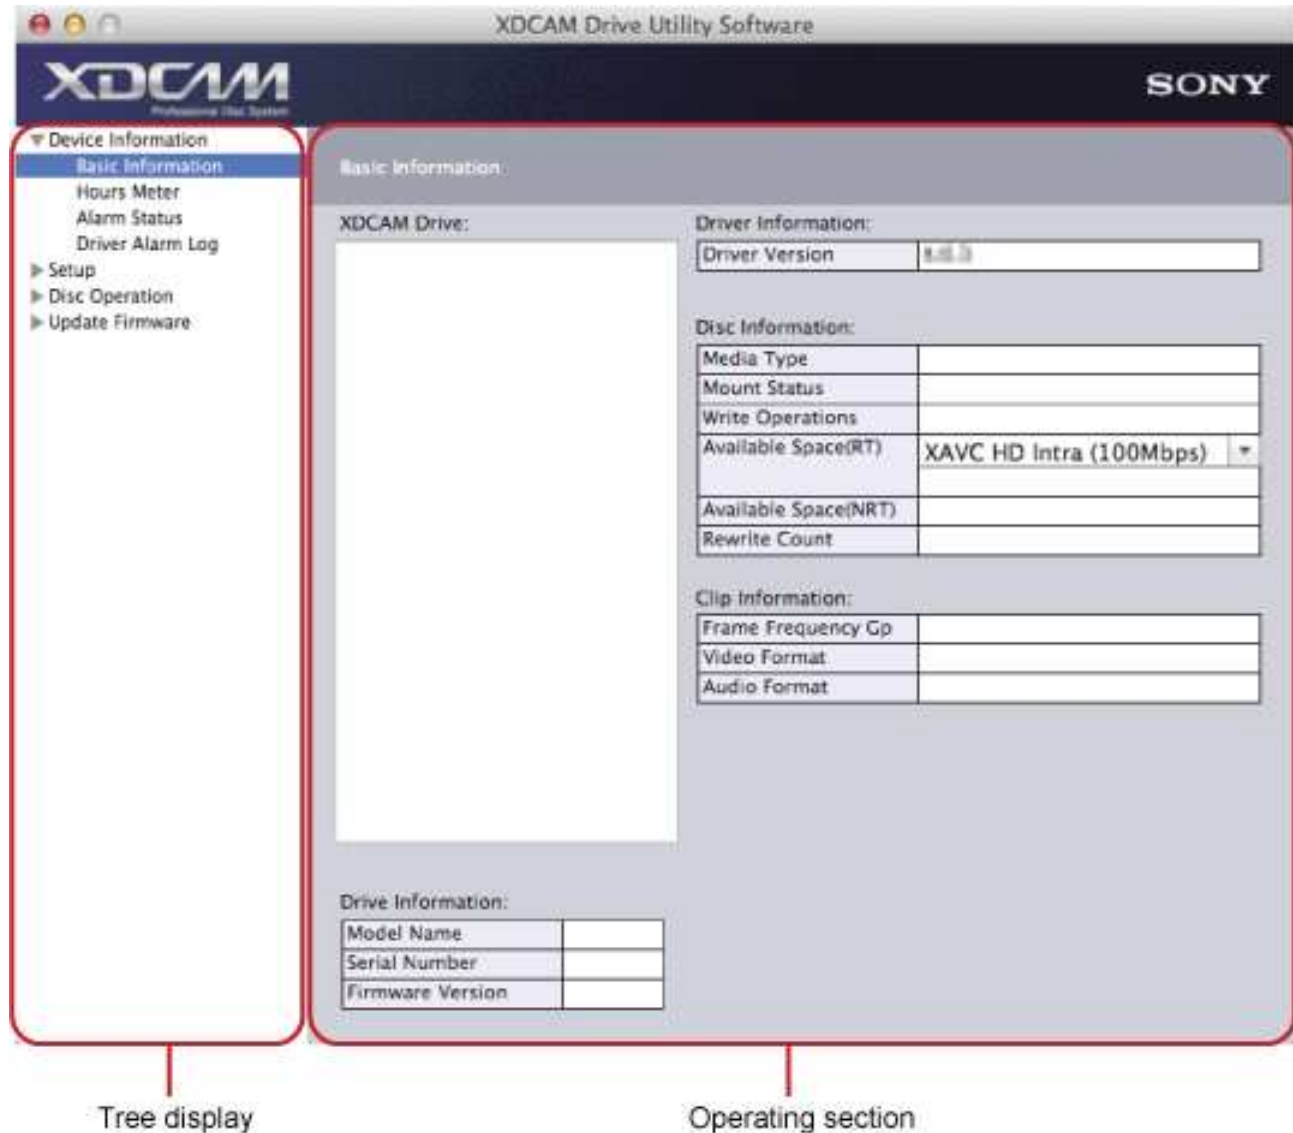 XDCAM Drive Utility Software
XDCAM
Professional Disc System
SONY
Device Information
Basic Information
Hours Meter
Alarm Status
Driver Alarm Log
Setup
Disc Operation
Update Firmware
Basic Information
XDCAM Drive:
Drive Information:
Model Name
Serial Number
Firmware Version
Driver Information:
Driver Version
Disc Information:
Media Type
Mount Status
Write Operations
Available Space(RT) XAVC HD Intra (100Mbps)
Available Space(NRT)
Rewrite Count
Clip Information:
Frame Frequency Gp
Video Format
Audio Format
Tree display
Operating section